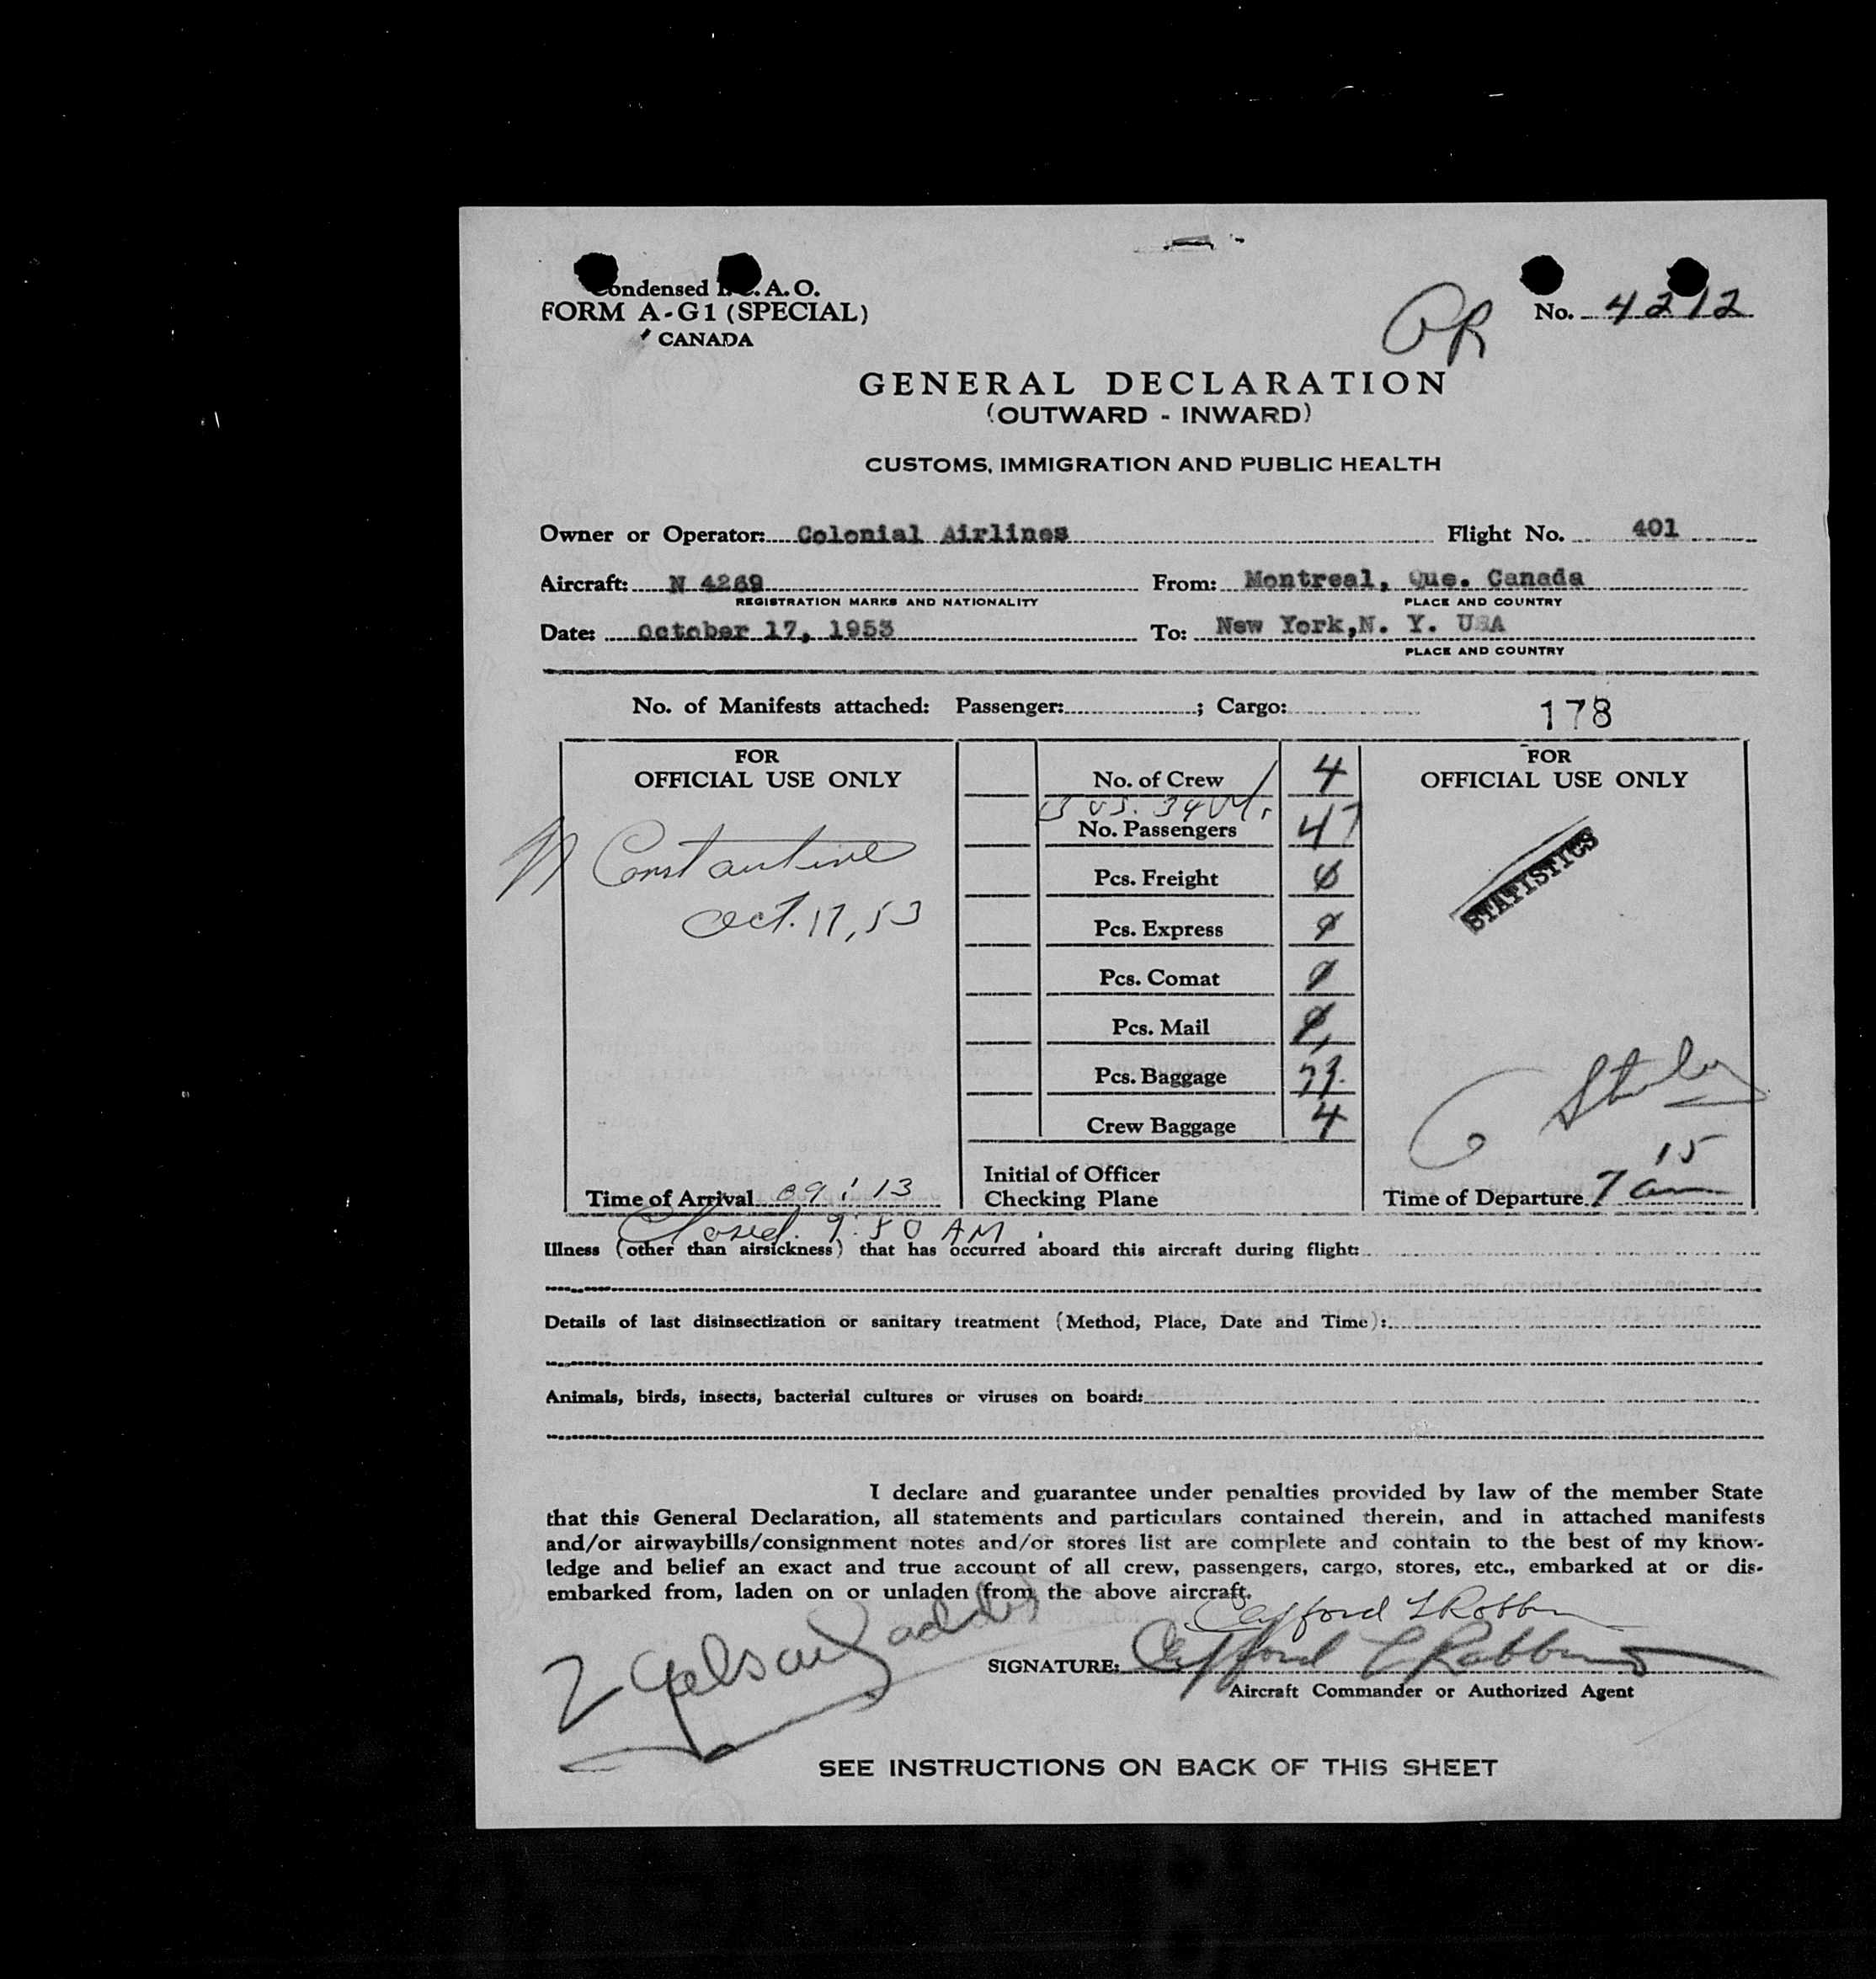 Condensed I.C.A.O.
FORM A-G1 (SPECIAL)
CANADA
OR
No. 4212
GENERAL DECLARATION
(OUTWARD - INWARD)
CUSTOMS, IMMIGRATION AND PUBLIC HEALTH
Owner or Operator: Colonial Airlines Flight No. 401
Aircraft: N 4269 From: Montreal, Que. Canada
REGISTRATION MARKS AND NATIONALITY PLACE AND COUNTRY
Date: October 17, 1953 To: New York, N. Y. USA
PLACE AND COUNTRY
No. of Manifests attached: Passenger: ; Cargo: 178
FOR
OFFICIAL USE ONLY
N Constantine
Oct. 17, 53
Time of Arrival 09:13
No. of Crew 4
13 US. 34
No. Passengers 47
Pcs. Freight 0
Pcs. Express 0
Pcs. Comat 0
Pcs. Mail 0
Pcs. Baggage
Crew Baggage 4
Initial of Officer
Checking Plane
FOR
OFFICIAL USE ONLY
STATISTICS
15
Time of Departure 7 am
Closed 9:30 AM.
Illness (other than airsickness) that has occurred aboard this aircraft during flight:
Details of last disinsectization or sanitary treatment (Method, Place, Date and Time):
Animals, birds, insects, bacterial cultures or viruses on board:
I declare and guarantee under penalties provided by law of the member State
that this General Declaration, all statements and particulars contained therein, and in attached manifests
and/or airwaybills/consignment notes and/or stores list are complete and contain to the best of my know-
ledge and belief an exact and true account of all crew, passengers, cargo, stores, etc., embarked at or dis-
embarked from, laden on or unladen from the above aircraft.
Clifford L Robbins
SIGNATURE: Clifford L Robbins
Aircraft Commander or Authorized Agent
SEE INSTRUCTIONS ON BACK OF THIS SHEET